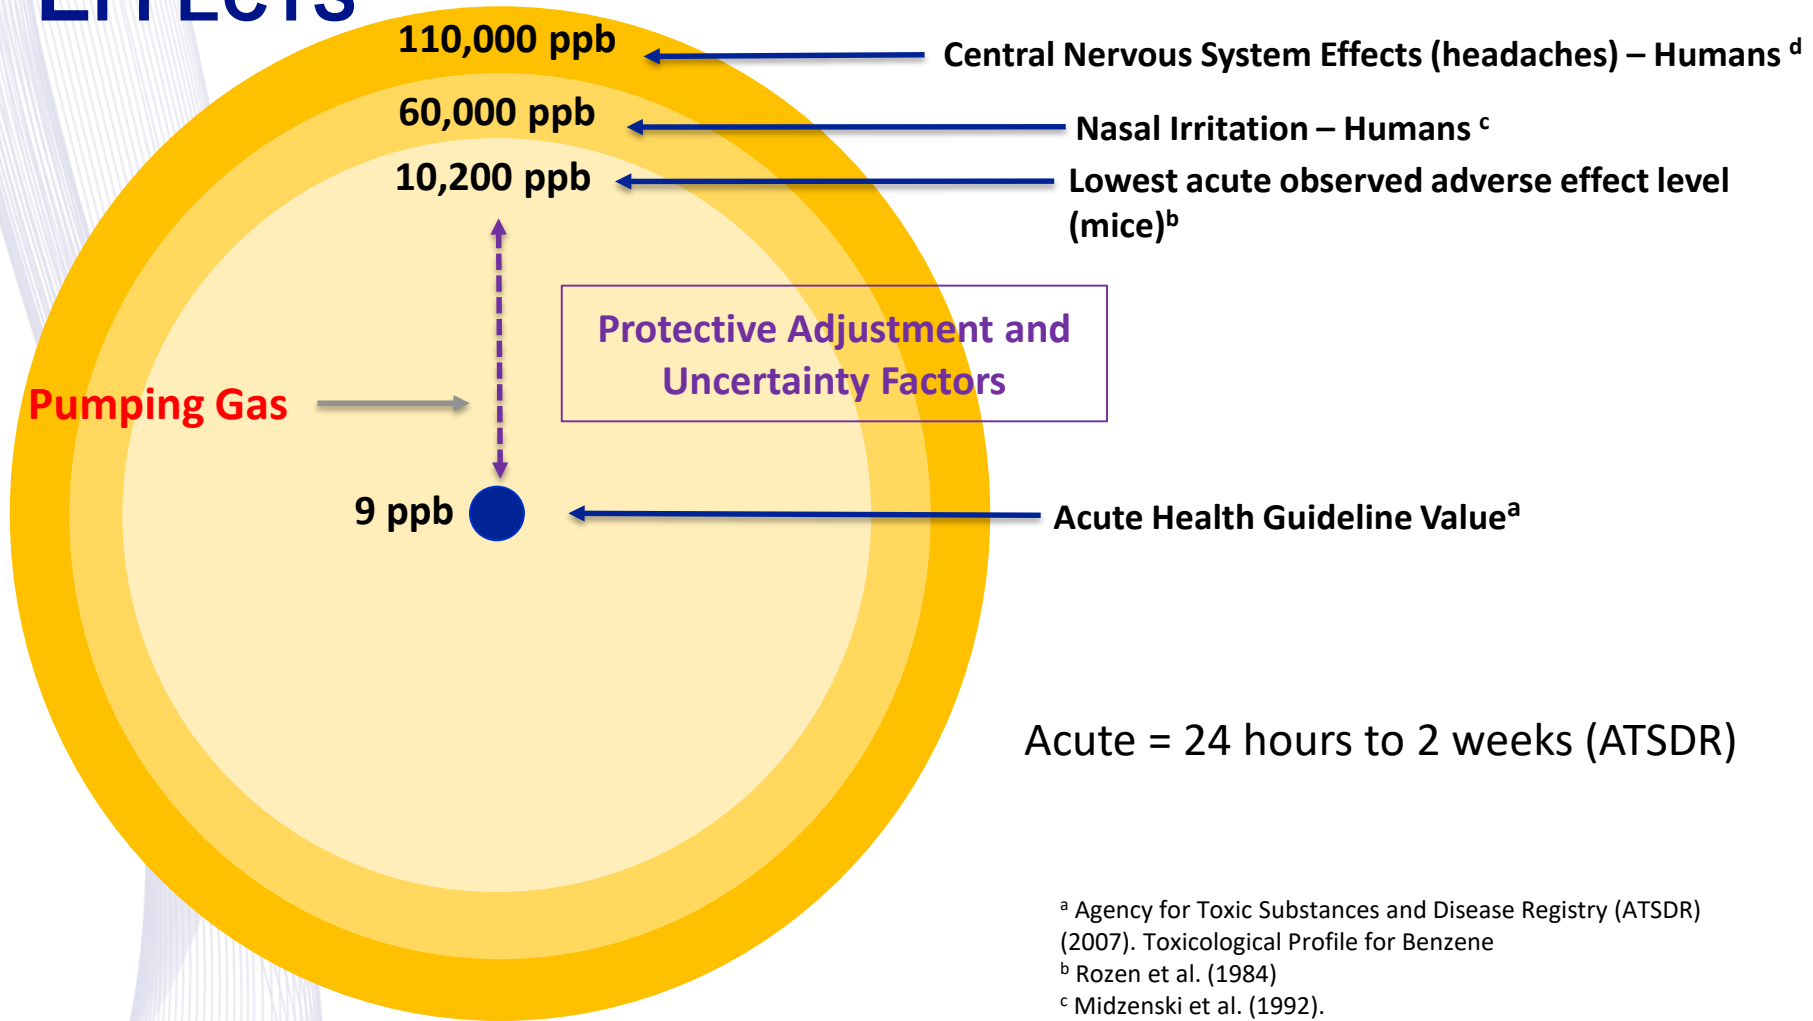 EFFECTS
110,000 ppb
Central Nervous System Effects (headaches) – Humans d
60,000 ppb
Nasal Irritation – Humans c
10,200 ppb
Lowest acute observed adverse effect level
(mice)b
Protective Adjustment and
Uncertainty Factors
Pumping Gas
9 ppb
Acute Health Guideline Valuea
Acute = 24 hours to 2 weeks (ATSDR)
a Agency for Toxic Substances and Disease Registry (ATSDR)
(2007). Toxicological Profile for Benzene
b Rozen et al. (1984)
c Midzenski et al. (1992).